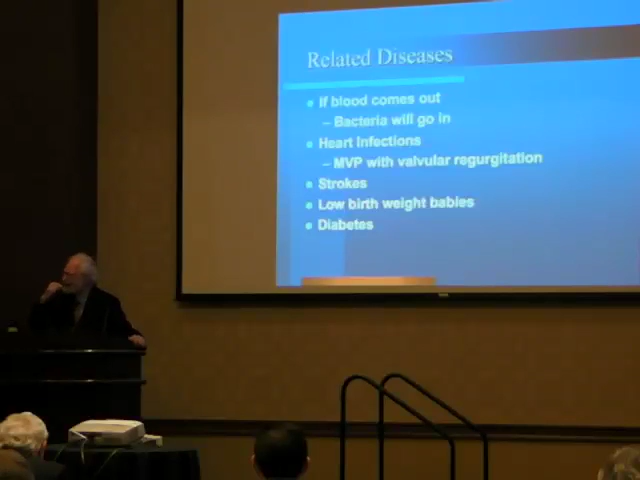 Related Diseases
• If blood comes out
– Bacteria will go in
• Heart Infections
– MVP with valvular regurgitation
• Strokes
• Low birth weight babies
• Diabetes